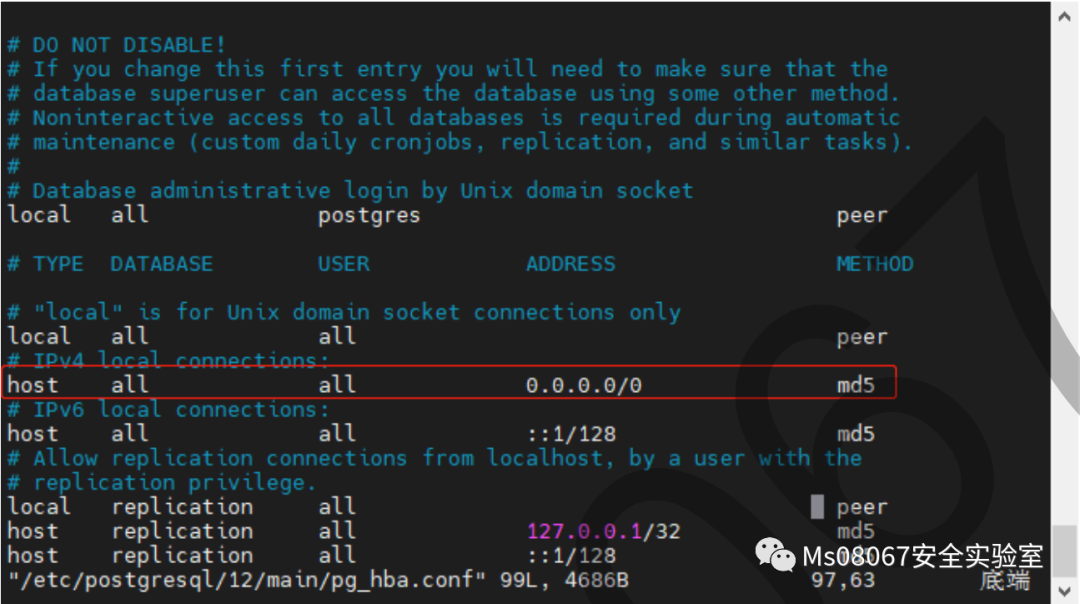 # DO NOT DISABLE!
# If you change this first entry you will need to make sure that the
# database superuser can access the database using some other method.
# Noninteractive access to all databases is required during automatic
# maintenance (custom daily cronjobs, replication, and similar tasks).
#
# Database administrative login by Unix domain socket
local   all             postgres                                peer

# TYPE  DATABASE        USER            ADDRESS                 METHOD

# "local" is for Unix domain socket connections only
local   all             all                                     peer
# IPv4 local connections:
host    all             all             0.0.0.0/0               md5
# IPv6 local connections:
host    all             all             ::1/128                 md5
# Allow replication connections from localhost, by a user with the
# replication privilege.
local   replication     all                                     peer
host    replication     all             127.0.0.1/32            md5
host    replication     all             ::1/128
Ms08067安全实验室
"/etc/postgresql/12/main/pg_hba.conf" 99L, 4686B 97,63 底端